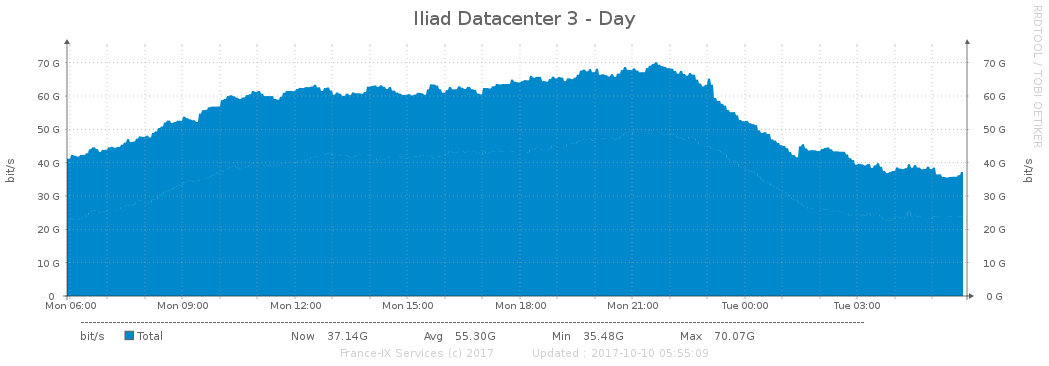 Iliad Datacenter 3 - Day
RRDTOOL / TOBI OETIKER
70 G 70 G
60 G 60 G
50 G 50 G
40 G 40 G
30 G 30 G
20 G 20 G
10 G 10 G
0 0 G
bit/s bit/s
Mon 06:00 Mon 09:00 Mon 12:00 Mon 15:00 Mon 18:00 Mon 21:00 Tue 00:00 Tue 03:00
bit/s Total Now 37.14G Avg 55.30G Min 35.48G Max 70.07G
France-IX Services (c) 2017 Updated : 2017-10-10 05:55:09